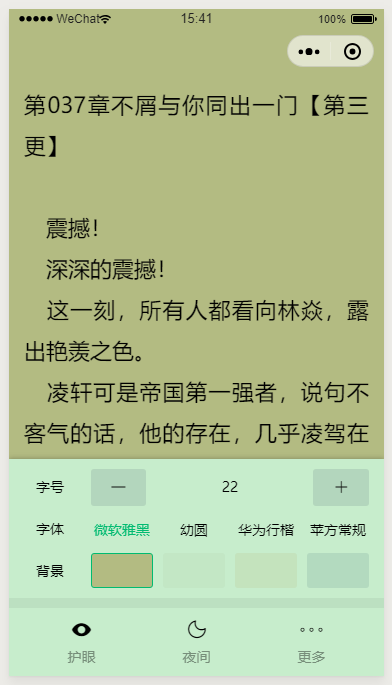 WeChat 15:41 100%
第037章不屑与你同出一门【第三
更】
震撼！
深深的震撼！
这一刻，所有人都看向林焱，露
出艳羡之色。
凌轩可是帝国第一强者，说句不
客气的话，他的存在，几乎凌驾在
字号 — 22 +
字体 微软雅黑 幼圆 华为行楷 苹方常规
背景
护眼 夜间 更多